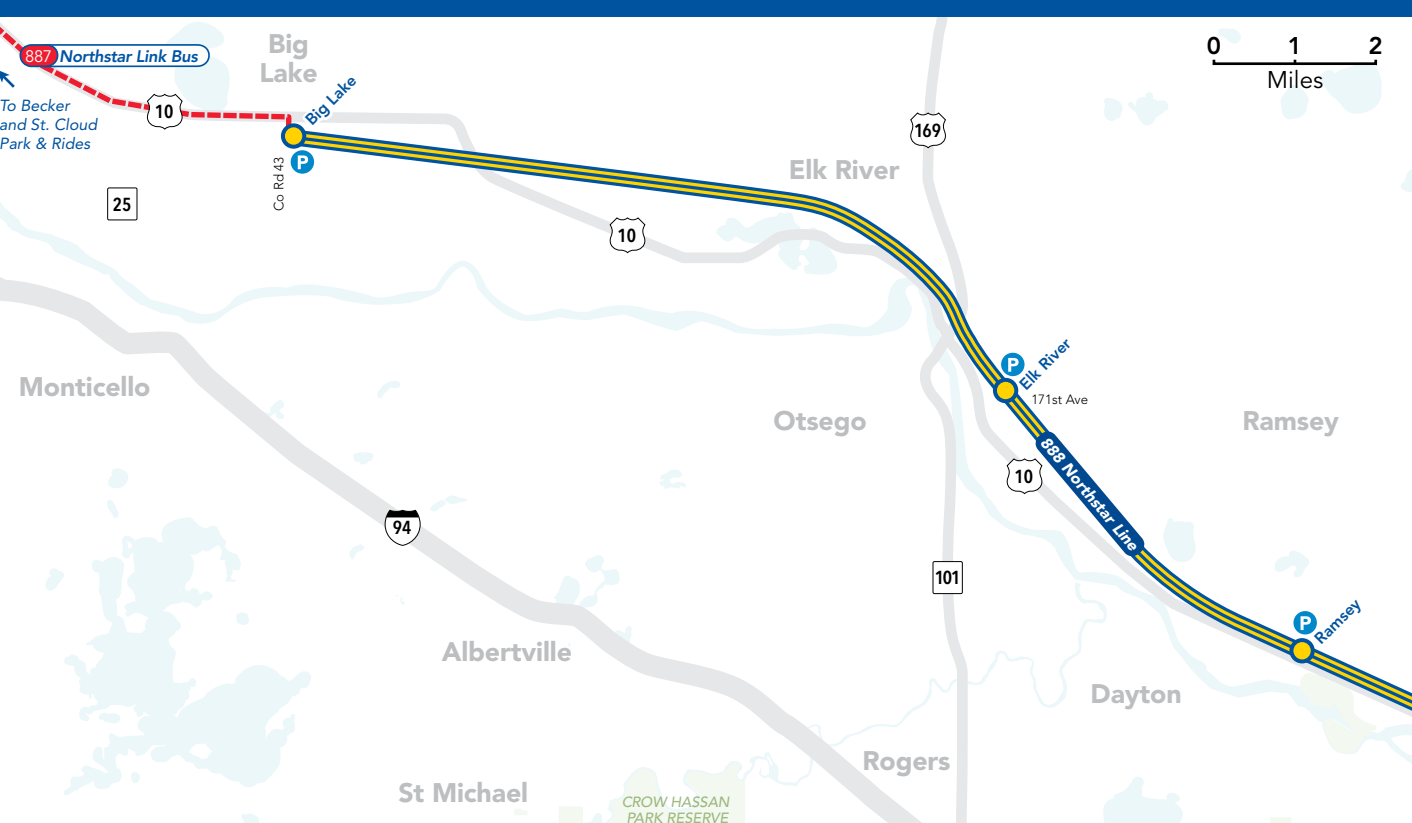 887 Northstar Link Bus
Big
Lake
0 1 2
Miles
To Becker
and St. Cloud
Park & Rides
10
Big Lake
P
Co Rd 43
25
169
Elk River
10
Monticello
P
Elk River
171st Ave
Otsego
Ramsey
888 Northstar Line
10
94
101
P
Ramsey
Albertville
Dayton
Rogers
St Michael
CROW HASSAN
PARK RESERVE